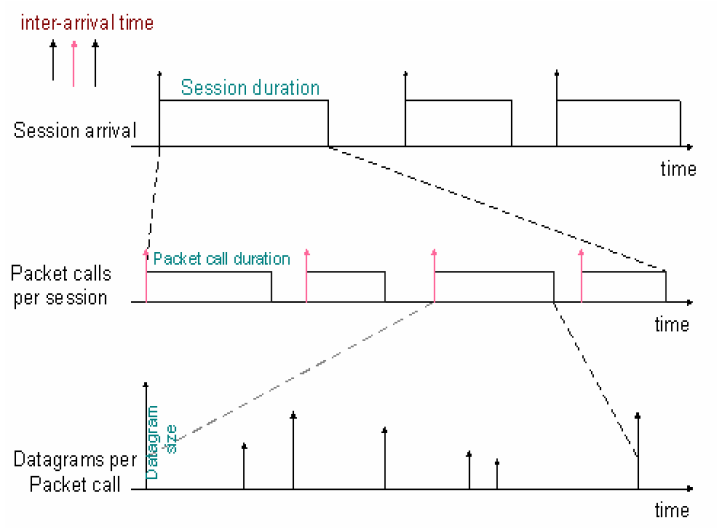 inter-arrival time
Session duration
Session arrival
time
Packet call duration
Packet calls
per session
time
Datagram
size
Datagrams per
Packet call
time